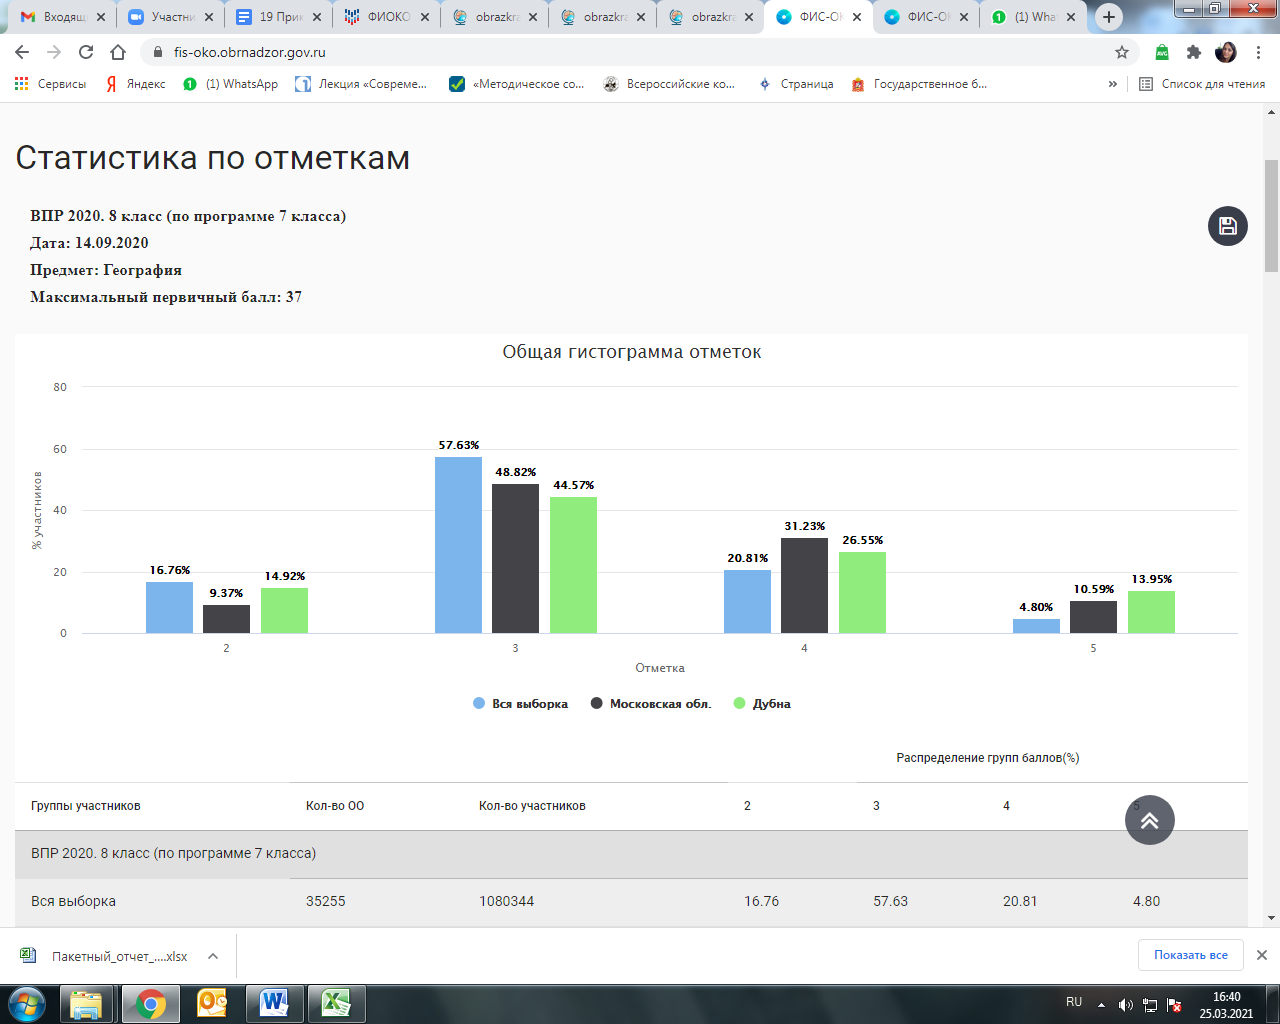 Входящ
Участни
19 При
ФИОКО
obrazkra
obrazkra
obrazkra
ФИС-О
ФИС-О
(1) Wha
fis-oko.obrnadzor.gov.ru
Сервисы
Яндекс
(1) WhatsApp
Лекция «Совреме...
«Методическое со...
Всероссийские ко...
Страница
Государственное б...
»
Список для чтения
Статистика по отметкам
ВПР 2020. 8 класс (по программе 7 класса)
Дата: 14.09.2020
Предмет: География
Максимальный первичный балл: 37
Общая гистограмма отметок
80
60
40
20
0
% участников
16.76%
9.37%
14.92%
57.63%
48.82%
44.57%
20.81%
31.23%
26.55%
4.80%
10.59%
13.95%
2 3 4 5
Отметка
Вся выборка Московская обл. Дубна
Распределение групп баллов(%)
Группы участников Кол-во ОО Кол-во участников 2 3 4 5
ВПР 2020. 8 класс (по программе 7 класса)
Вся выборка 35255 1080344 16.76 57.63 20.81 4.80
Пакетный_отчет_....xlsx
Показать все
RU
16:40
25.03.2021